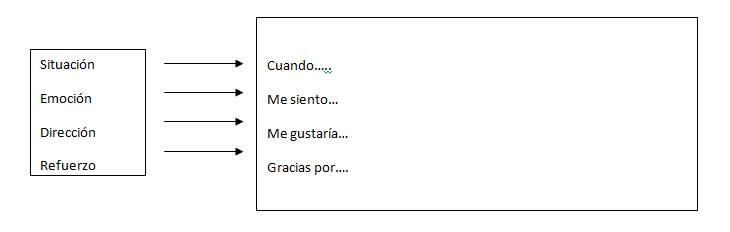 Situación
Emoción
Dirección
Refuerzo
Cuando.....
Me siento...
Me gustaría...
Gracias por....